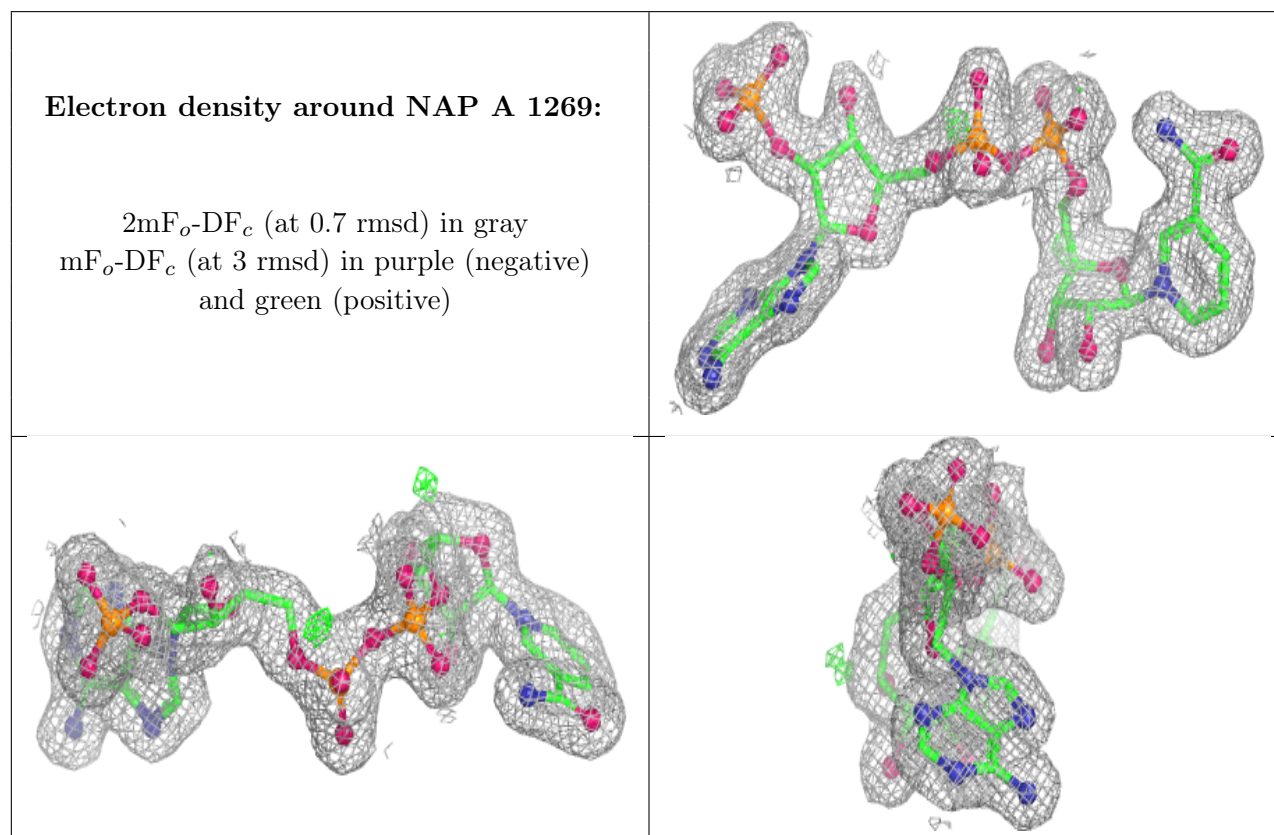 Electron density around NAP A 1269:
2mFₒ-DF𝒸 (at 0.7 rmsd) in gray
mFₒ-DF𝒸 (at 3 rmsd) in purple (negative)
and green (positive)